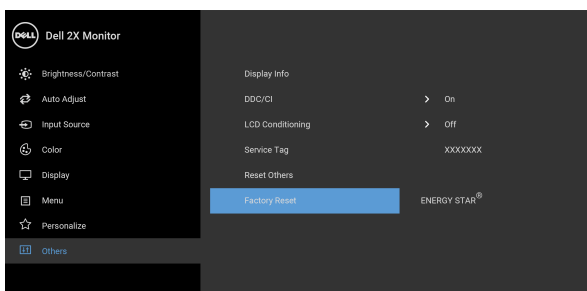 DELL Dell 2X Monitor
Brightness/Contrast
Auto Adjust
Input Source
Color
Display
Menu
Personalize
Others
Display Info
DDC/CI > On
LCD Conditioning > Off
Service Tag XXXXXXX
Reset Others
Factory Reset ENERGY STAR®